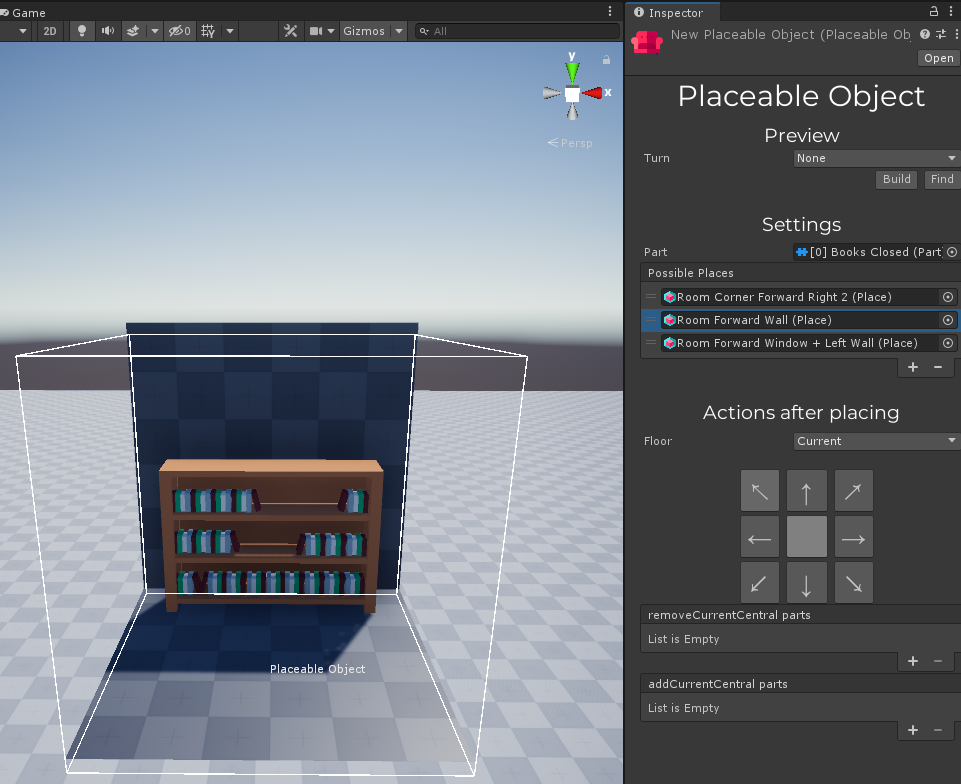 Game
2D
0
Gizmos
All
y
x
Persp
Placeable Object
Inspector
New Placeable Object (Placeable Ob
Open
Placeable Object
Preview
Turn None
Build Find
Settings
Part [0] Books Closed (Part
Possible Places
Room Corner Forward Right 2 (Place)
Room Forward Wall (Place)
Room Forward Window + Left Wall (Place)
Actions after placing
Floor Current
removeCurrentCentral parts
List is Empty
addCurrentCentral parts
List is Empty